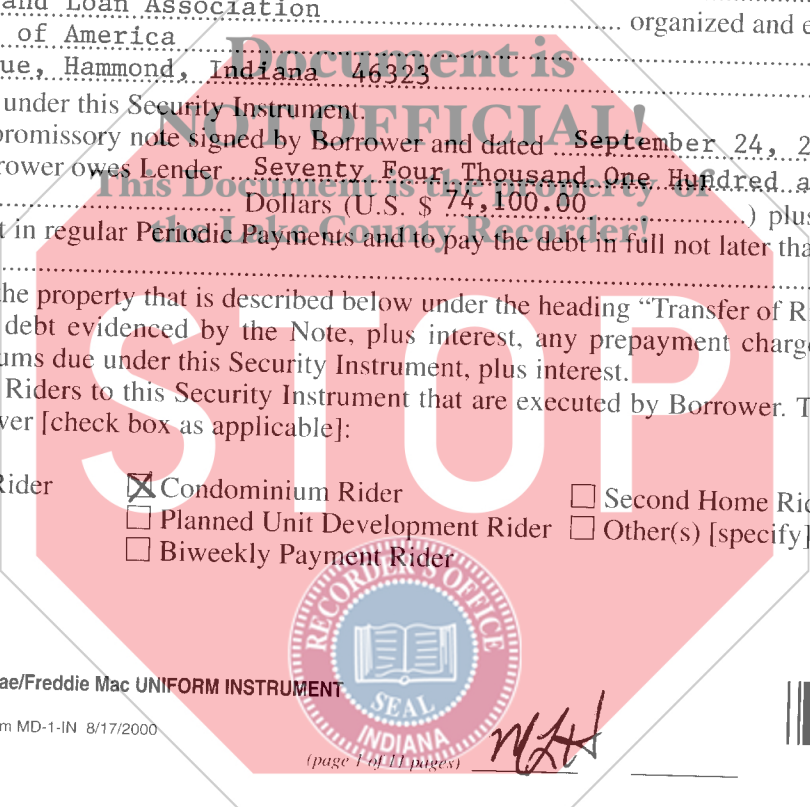 and Loan Association
organized and e
of America
ue, Hammond, Indiana 46323
Document is
under this Security Instrument.
NOT OFFICIAL!
promissory note signed by Borrower and dated September 24, 2
rower owes Lender Seventy Four Thousand One Hundred a
This Document is the property of
Dollars (U.S. $ 74,100.00 ) plus
the Lake County Recorder!
t in regular Periodic Payments and to pay the debt in full not later tha
he property that is described below under the heading “Transfer of R
debt evidenced by the Note, plus interest, any prepayment charge
ums due under this Security Instrument, plus interest.
STOP
Riders to this Security Instrument that are executed by Borrower. T
ver [check box as applicable]:
Rider
Condominium Rider
Second Home Rid
Planned Unit Development Rider
Other(s) [specify]
Biweekly Payment Rider
RECORDER'S OFFICE
SEAL
INDIANA
ae/Freddie Mac UNIFORM INSTRUMENT
m MD-1-IN 8/17/2000
(page 1 of 11 pages)